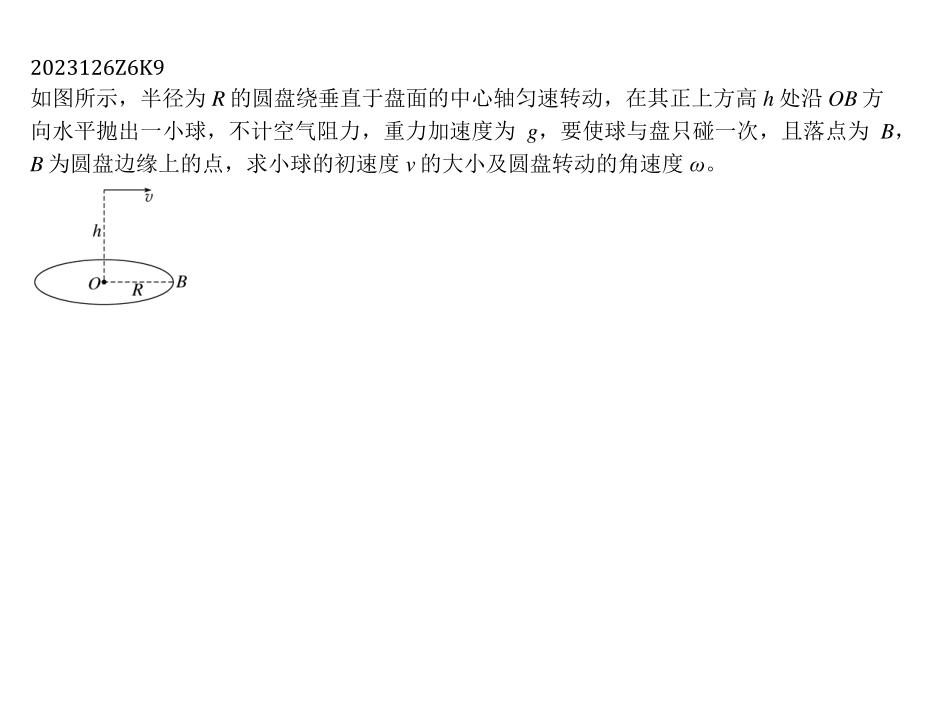 2023126Z6K9
如图所示，半径为 R 的圆盘绕垂直于盘面的中心轴匀速转动，在其正上方高 h 处沿 OB 方
向水平抛出一小球，不计空气阻力，重力加速度为 g，要使球与盘只碰一次，且落点为 B，
B 为圆盘边缘上的点，求小球的初速度 v 的大小及圆盘转动的角速度 ω。
v
h
O
R
B